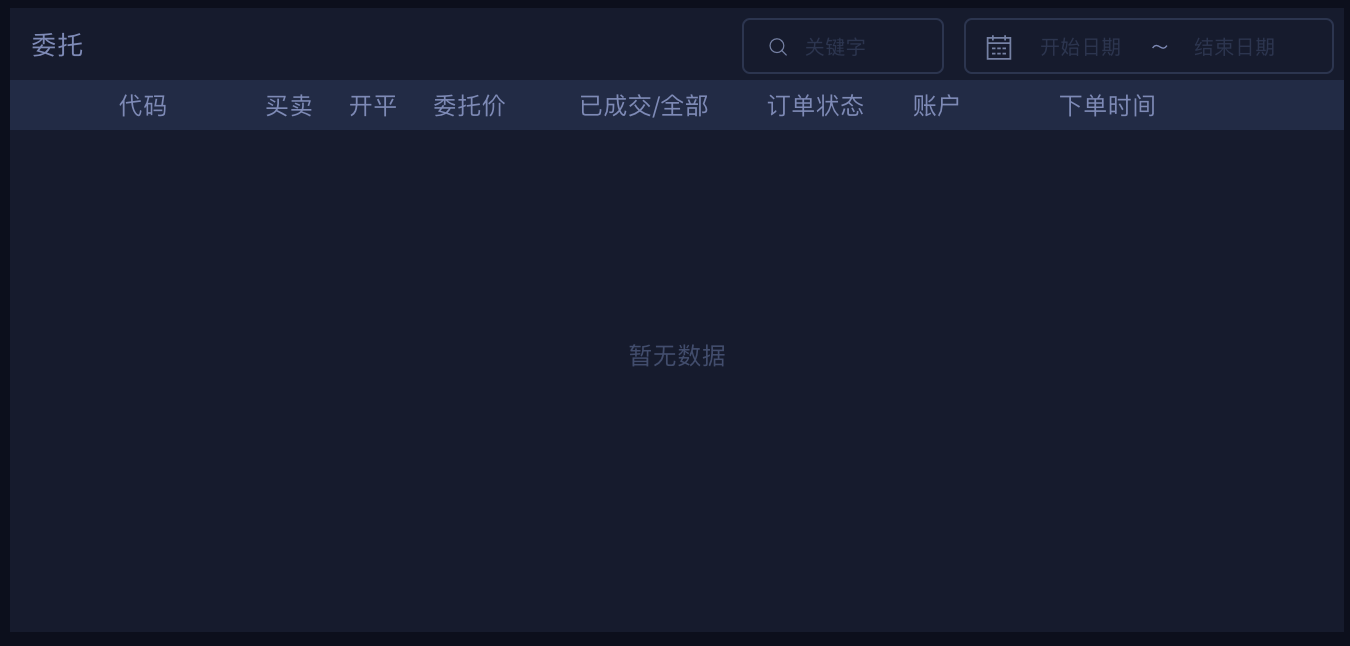 委托 关键字 开始日期 ~ 结束日期
代码 买卖 开平 委托价 已成交/全部 订单状态 账户 下单时间
暂无数据